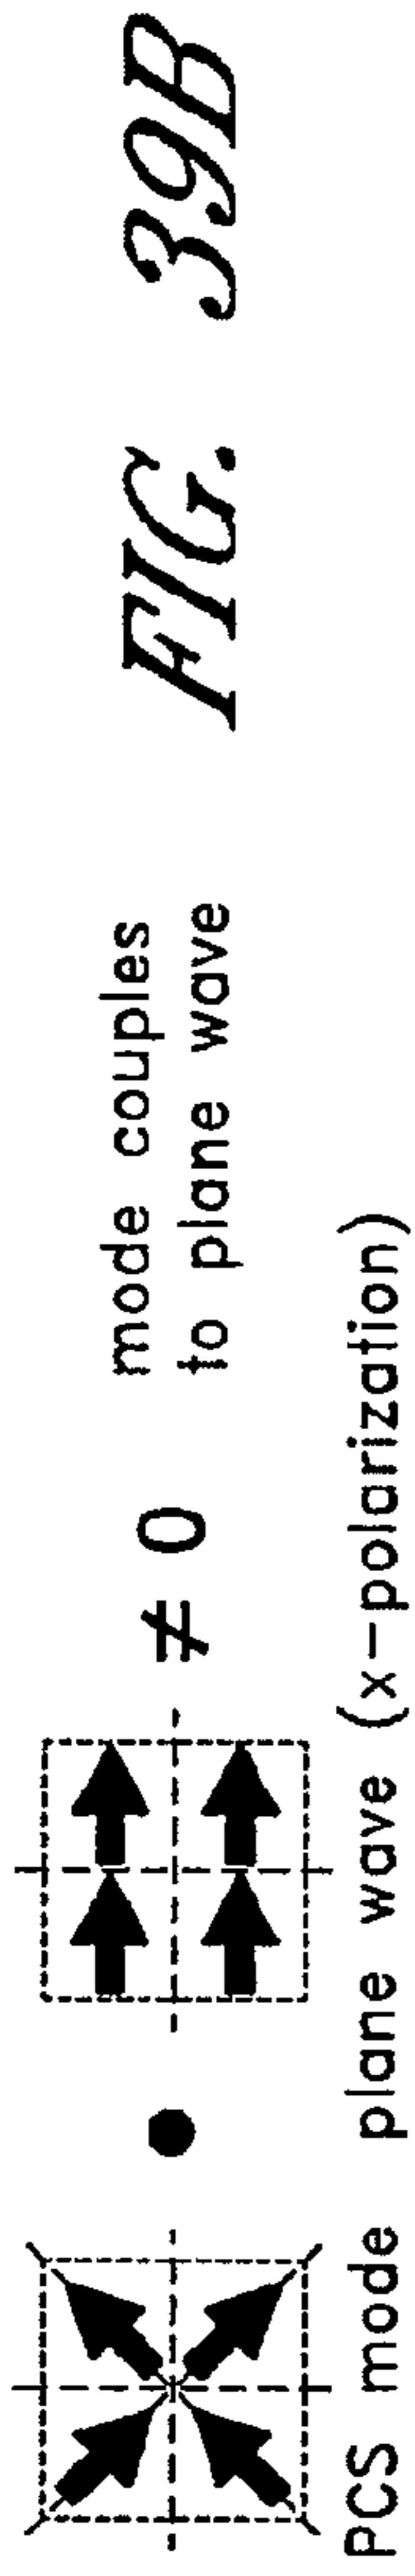 ≠ 0
mode couples
to plane wave
PCS mode
plane wave (x-polarization)
FIG. 39B